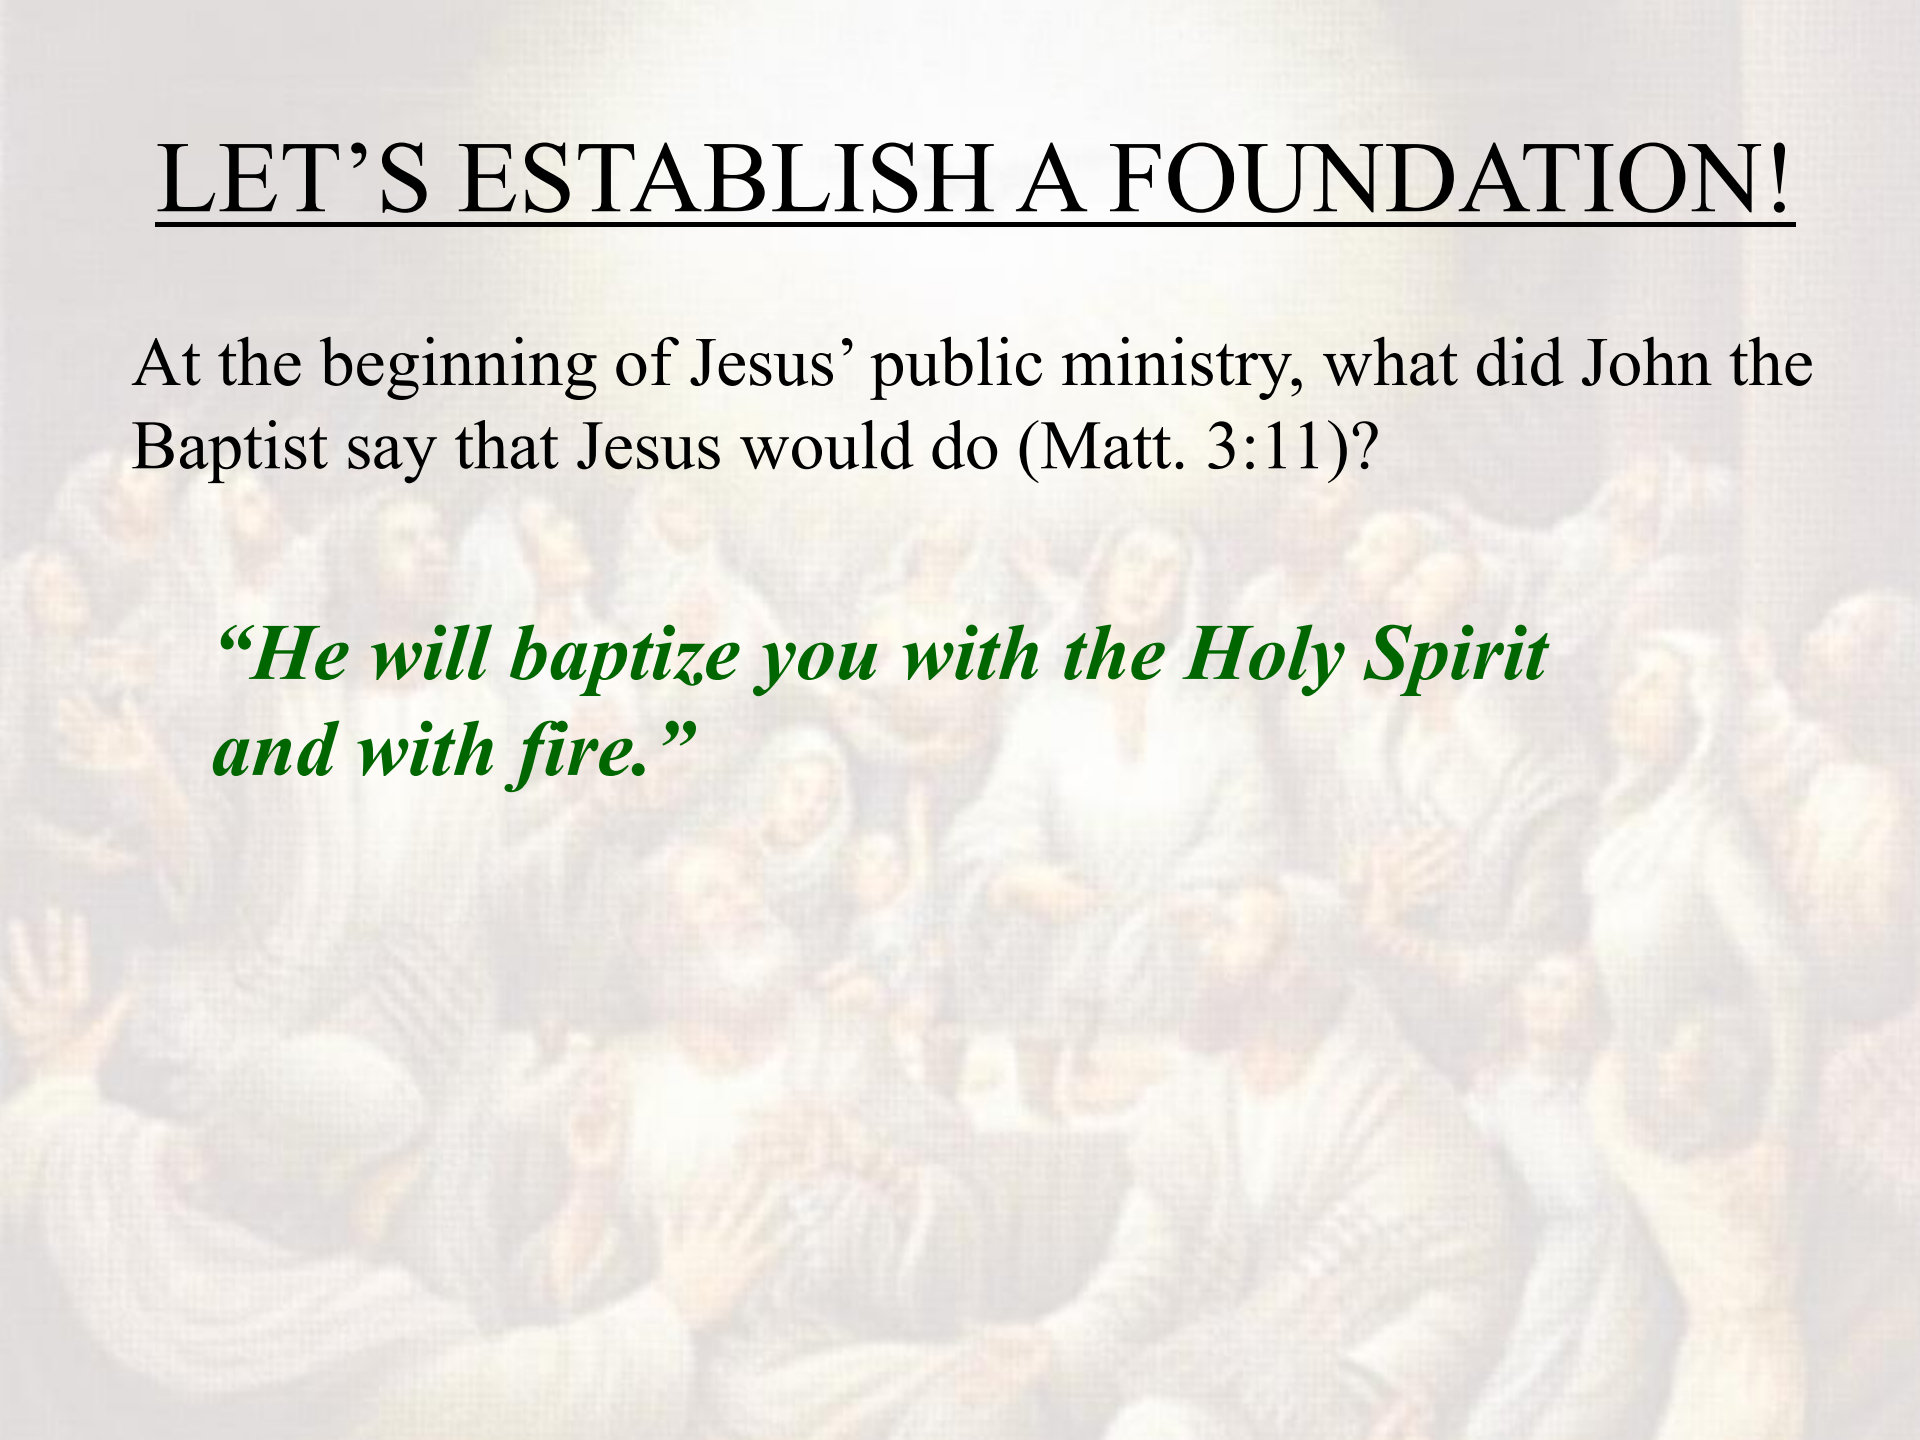 LET’S ESTABLISH A FOUNDATION!
At the beginning of Jesus’ public ministry, what did John the
Baptist say that Jesus would do (Matt. 3:11)?
“He will baptize you with the Holy Spirit
and with fire.”